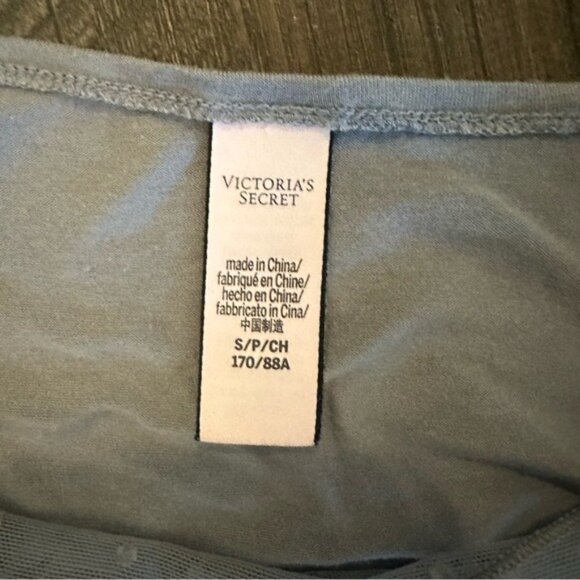 VICTORIA'S
SECRET
made in China/
fabriqué en Chine/
hecho en China/
fabbricato in Cina/
中国制造
S/P/CH
170/88A